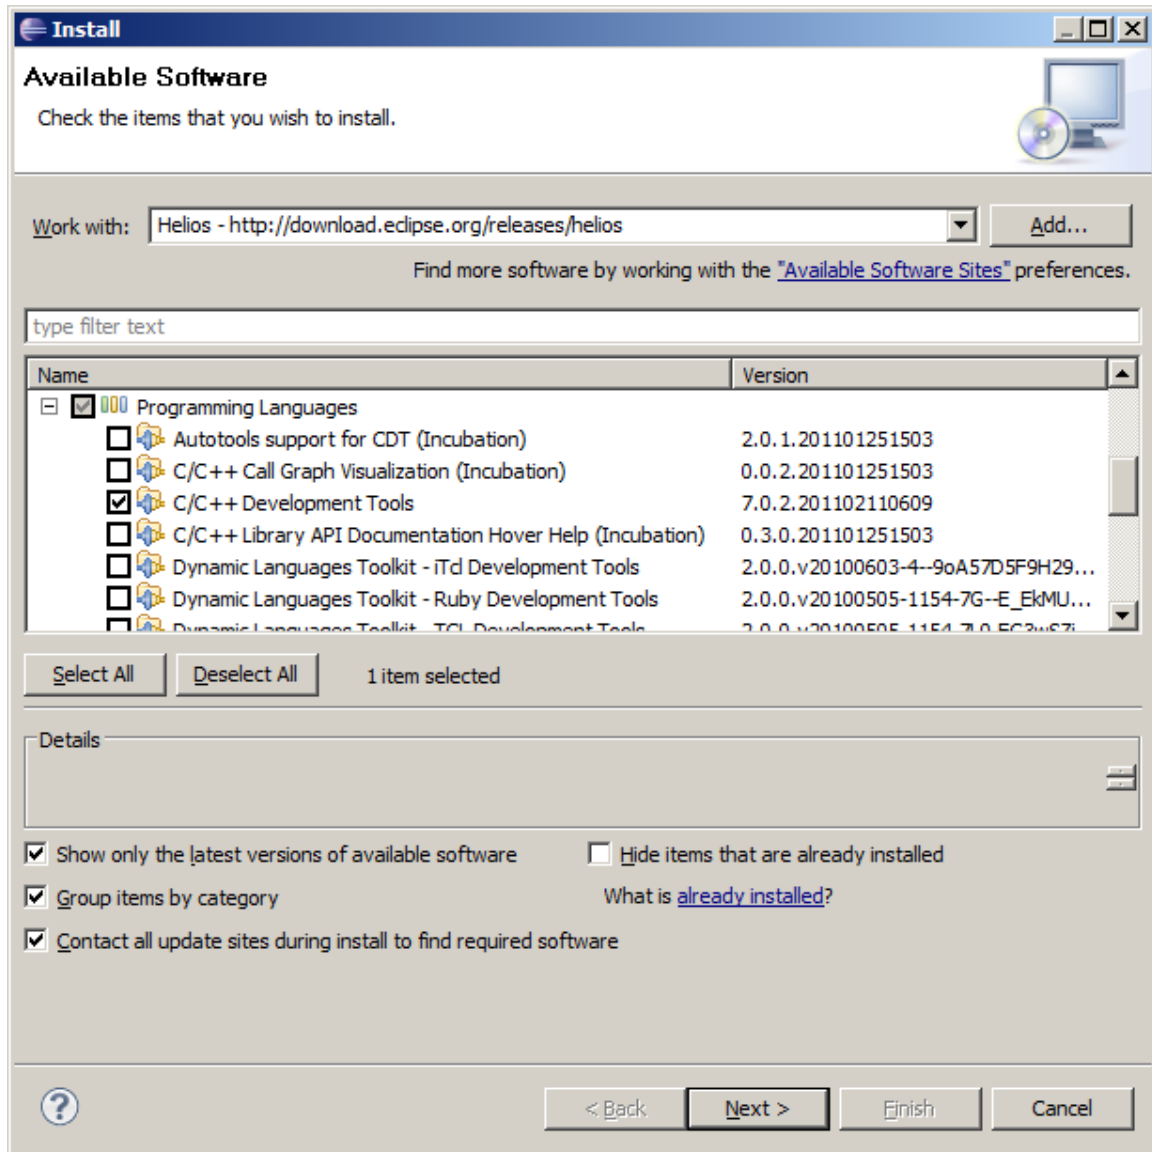 Install
Available Software
Check the items that you wish to install.
Work with: Helios - http://download.eclipse.org/releases/helios Add...
Find more software by working with the "Available Software Sites" preferences.
type filter text
Name Version
Programming Languages
Autotools support for CDT (Incubation) 2.0.1.201101251503
C/C++ Call Graph Visualization (Incubation) 0.0.2.201101251503
C/C++ Development Tools 7.0.2.201102110609
C/C++ Library API Documentation Hover Help (Incubation) 0.3.0.201101251503
Dynamic Languages Toolkit - iTcl Development Tools 2.0.0.v20100603-4--9oA57D5F9H29...
Dynamic Languages Toolkit - Ruby Development Tools 2.0.0.v20100505-1154-7G--E_EkMU...
Dynamic Languages Toolkit - TCL Development Tools
Select All Deselect All 1 item selected
Details
Show only the latest versions of available software Hide items that are already installed
Group items by category What is already installed?
Contact all update sites during install to find required software
< Back Next > Finish Cancel